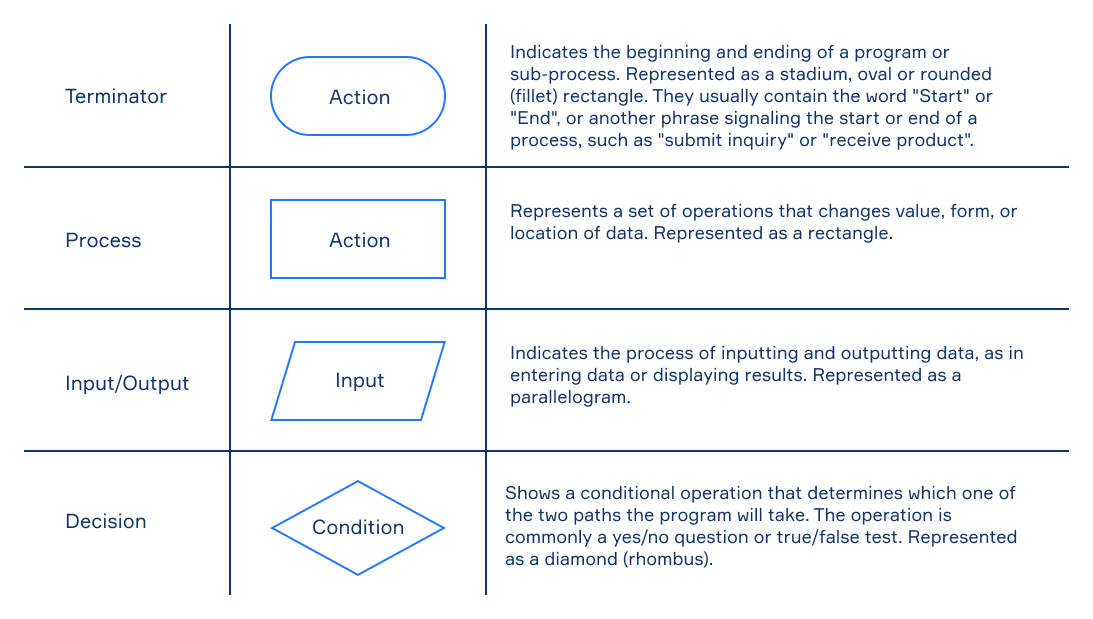 Terminator
Action
Indicates the beginning and ending of a program or
sub-process. Represented as a stadium, oval or rounded
(fillet) rectangle. They usually contain the word "Start" or
"End", or another phrase signaling the start or end of a
process, such as "submit inquiry" or "receive product".
Process
Action
Represents a set of operations that changes value, form, or
location of data. Represented as a rectangle.
Input/Output
Input
Indicates the process of inputting and outputting data, as in
entering data or displaying results. Represented as a
parallelogram.
Decision
Condition
Shows a conditional operation that determines which one of
the two paths the program will take. The operation is
commonly a yes/no question or true/false test. Represented
as a diamond (rhombus).